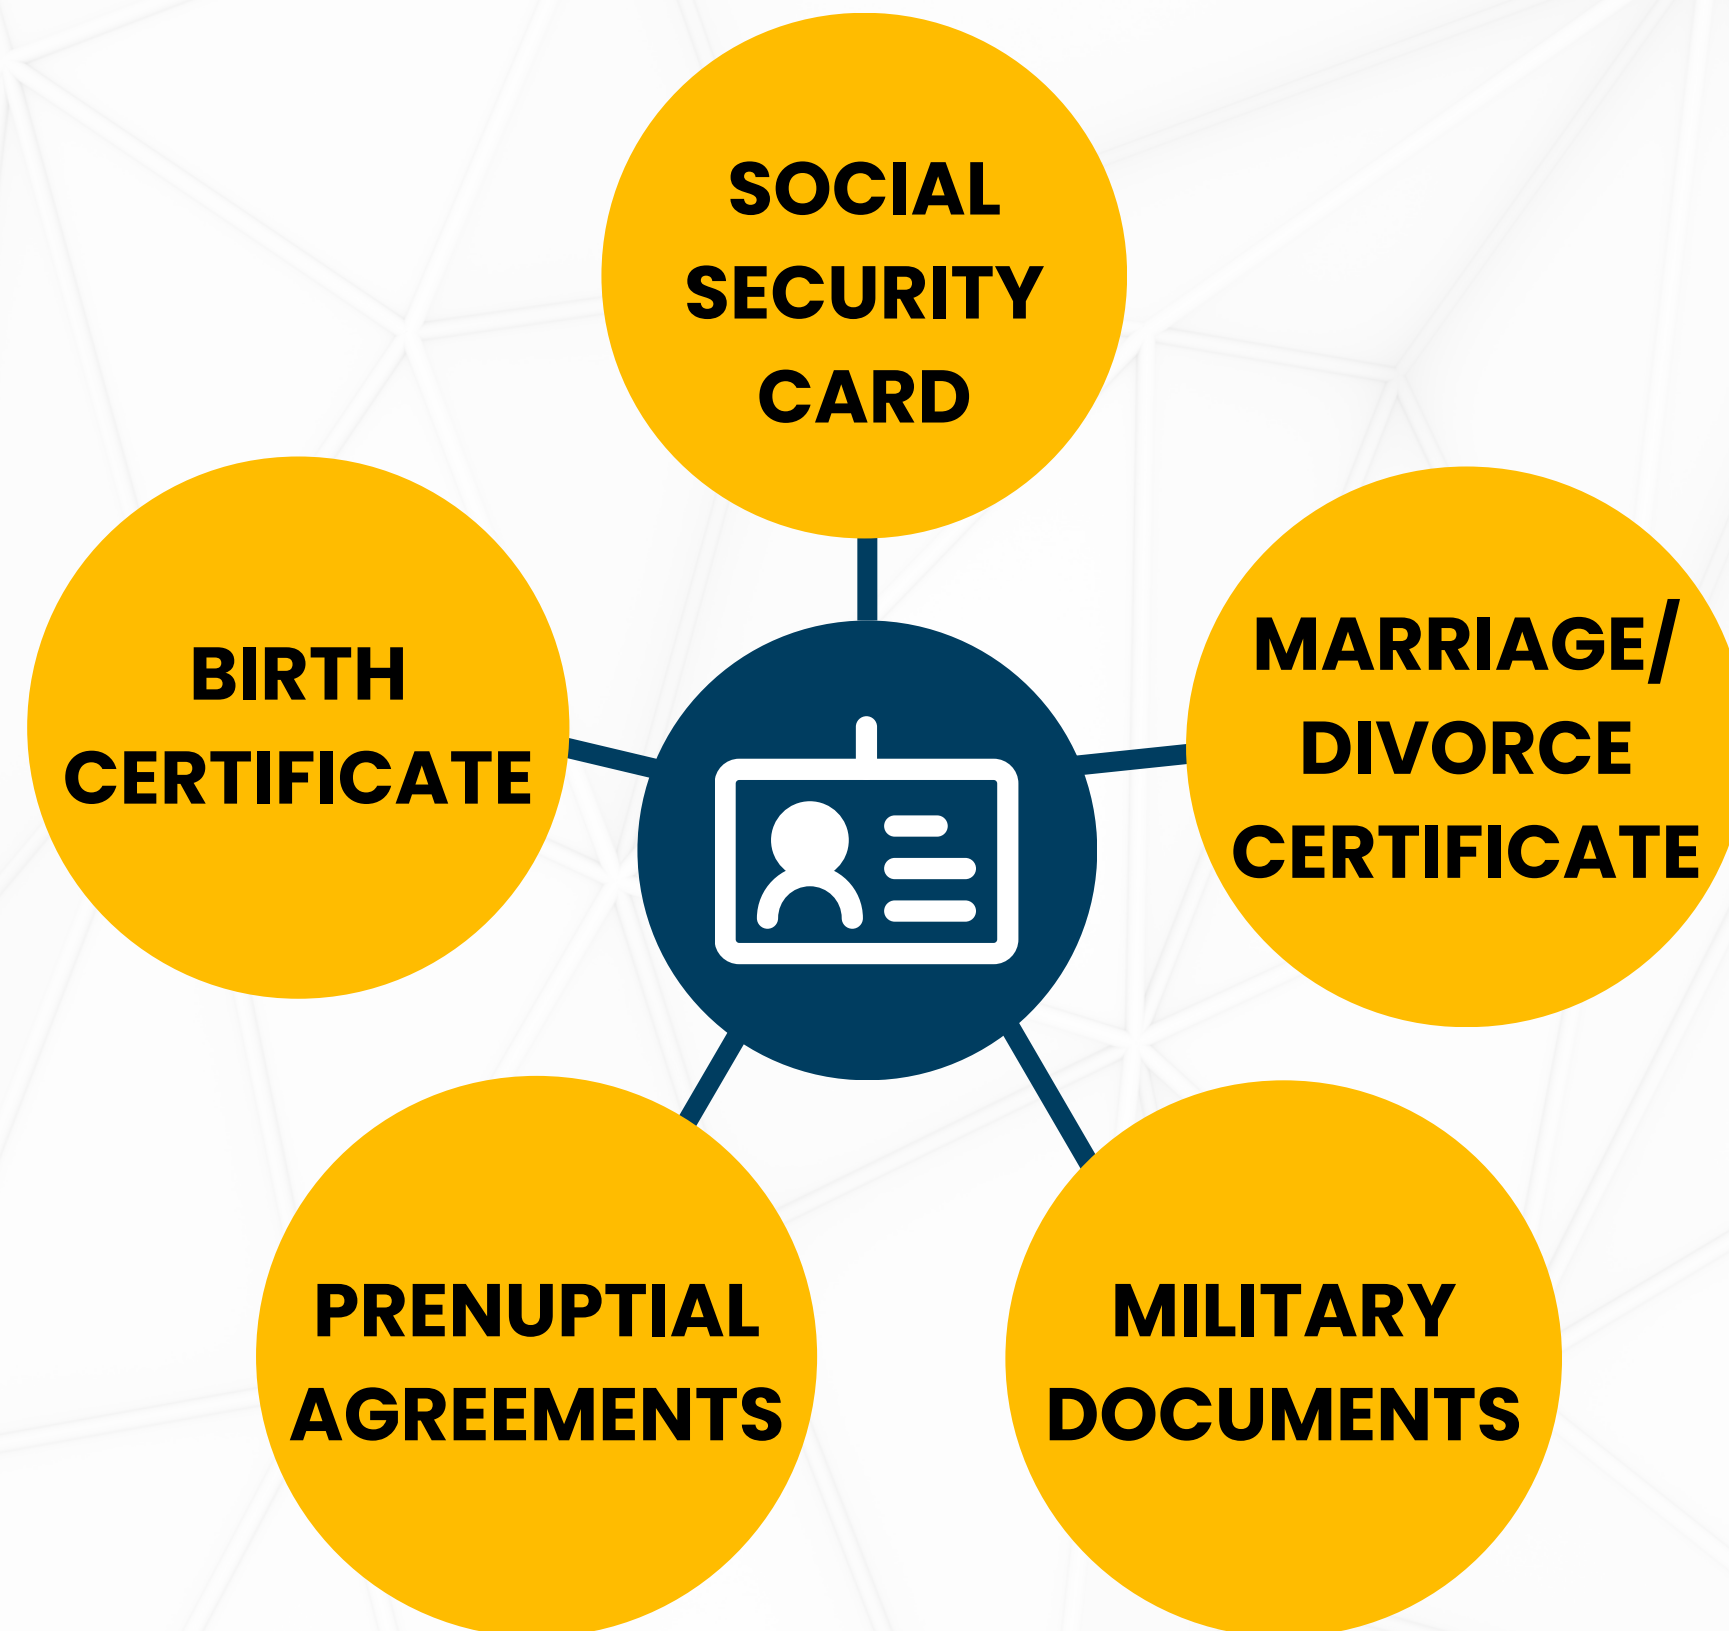 SOCIAL
SECURITY
CARD
BIRTH
CERTIFICATE
MARRIAGE/
DIVORCE
CERTIFICATE
PRENUPTIAL
AGREEMENTS
MILITARY
DOCUMENTS